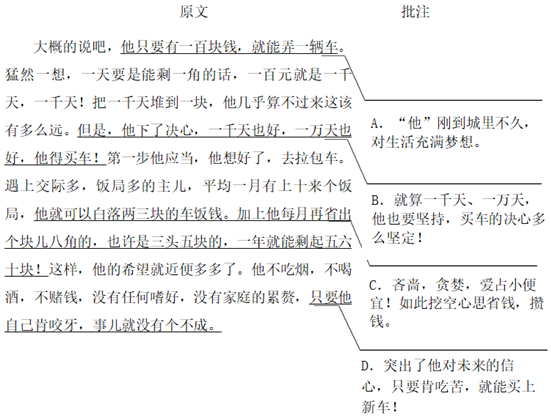 原文
批注
大概的说吧，他只要有一百块钱，就能弄一辆车。
猛然一想，一天要是能剩一角的话，一百元就是一千
天，一千天！把一千天堆到一块，他几乎算不过来这该
有多么远。但是，他下了决心，一千天也好，一万天也
好，他得买车！第一步他应当，他想好了，去拉包车。
遇上交际多，饭局多的主儿，平均一月有上十来个饭
局，他就可以白落两三块的车饭钱。加上他每月再省出
个块儿八角的，也许是三头五块的，一年就能剩起五六
十块！这样，他的希望就近便多多了。他不吃烟，不喝
酒，不赌钱，没有任何嗜好，没有家庭的累赘，只要他
自己肯咬牙，事儿就没有个不成。
A．“他”刚到城里不久，
对生活充满梦想。
B．就算一千天、一万天，
他也要坚持，买车的决心多
么坚定！
C．吝啬，贪婪，爱占小便
宜！如此挖空心思省钱，攒
钱。
D．突出了他对未来的信
心，只要肯吃苦，就能买上
新车！